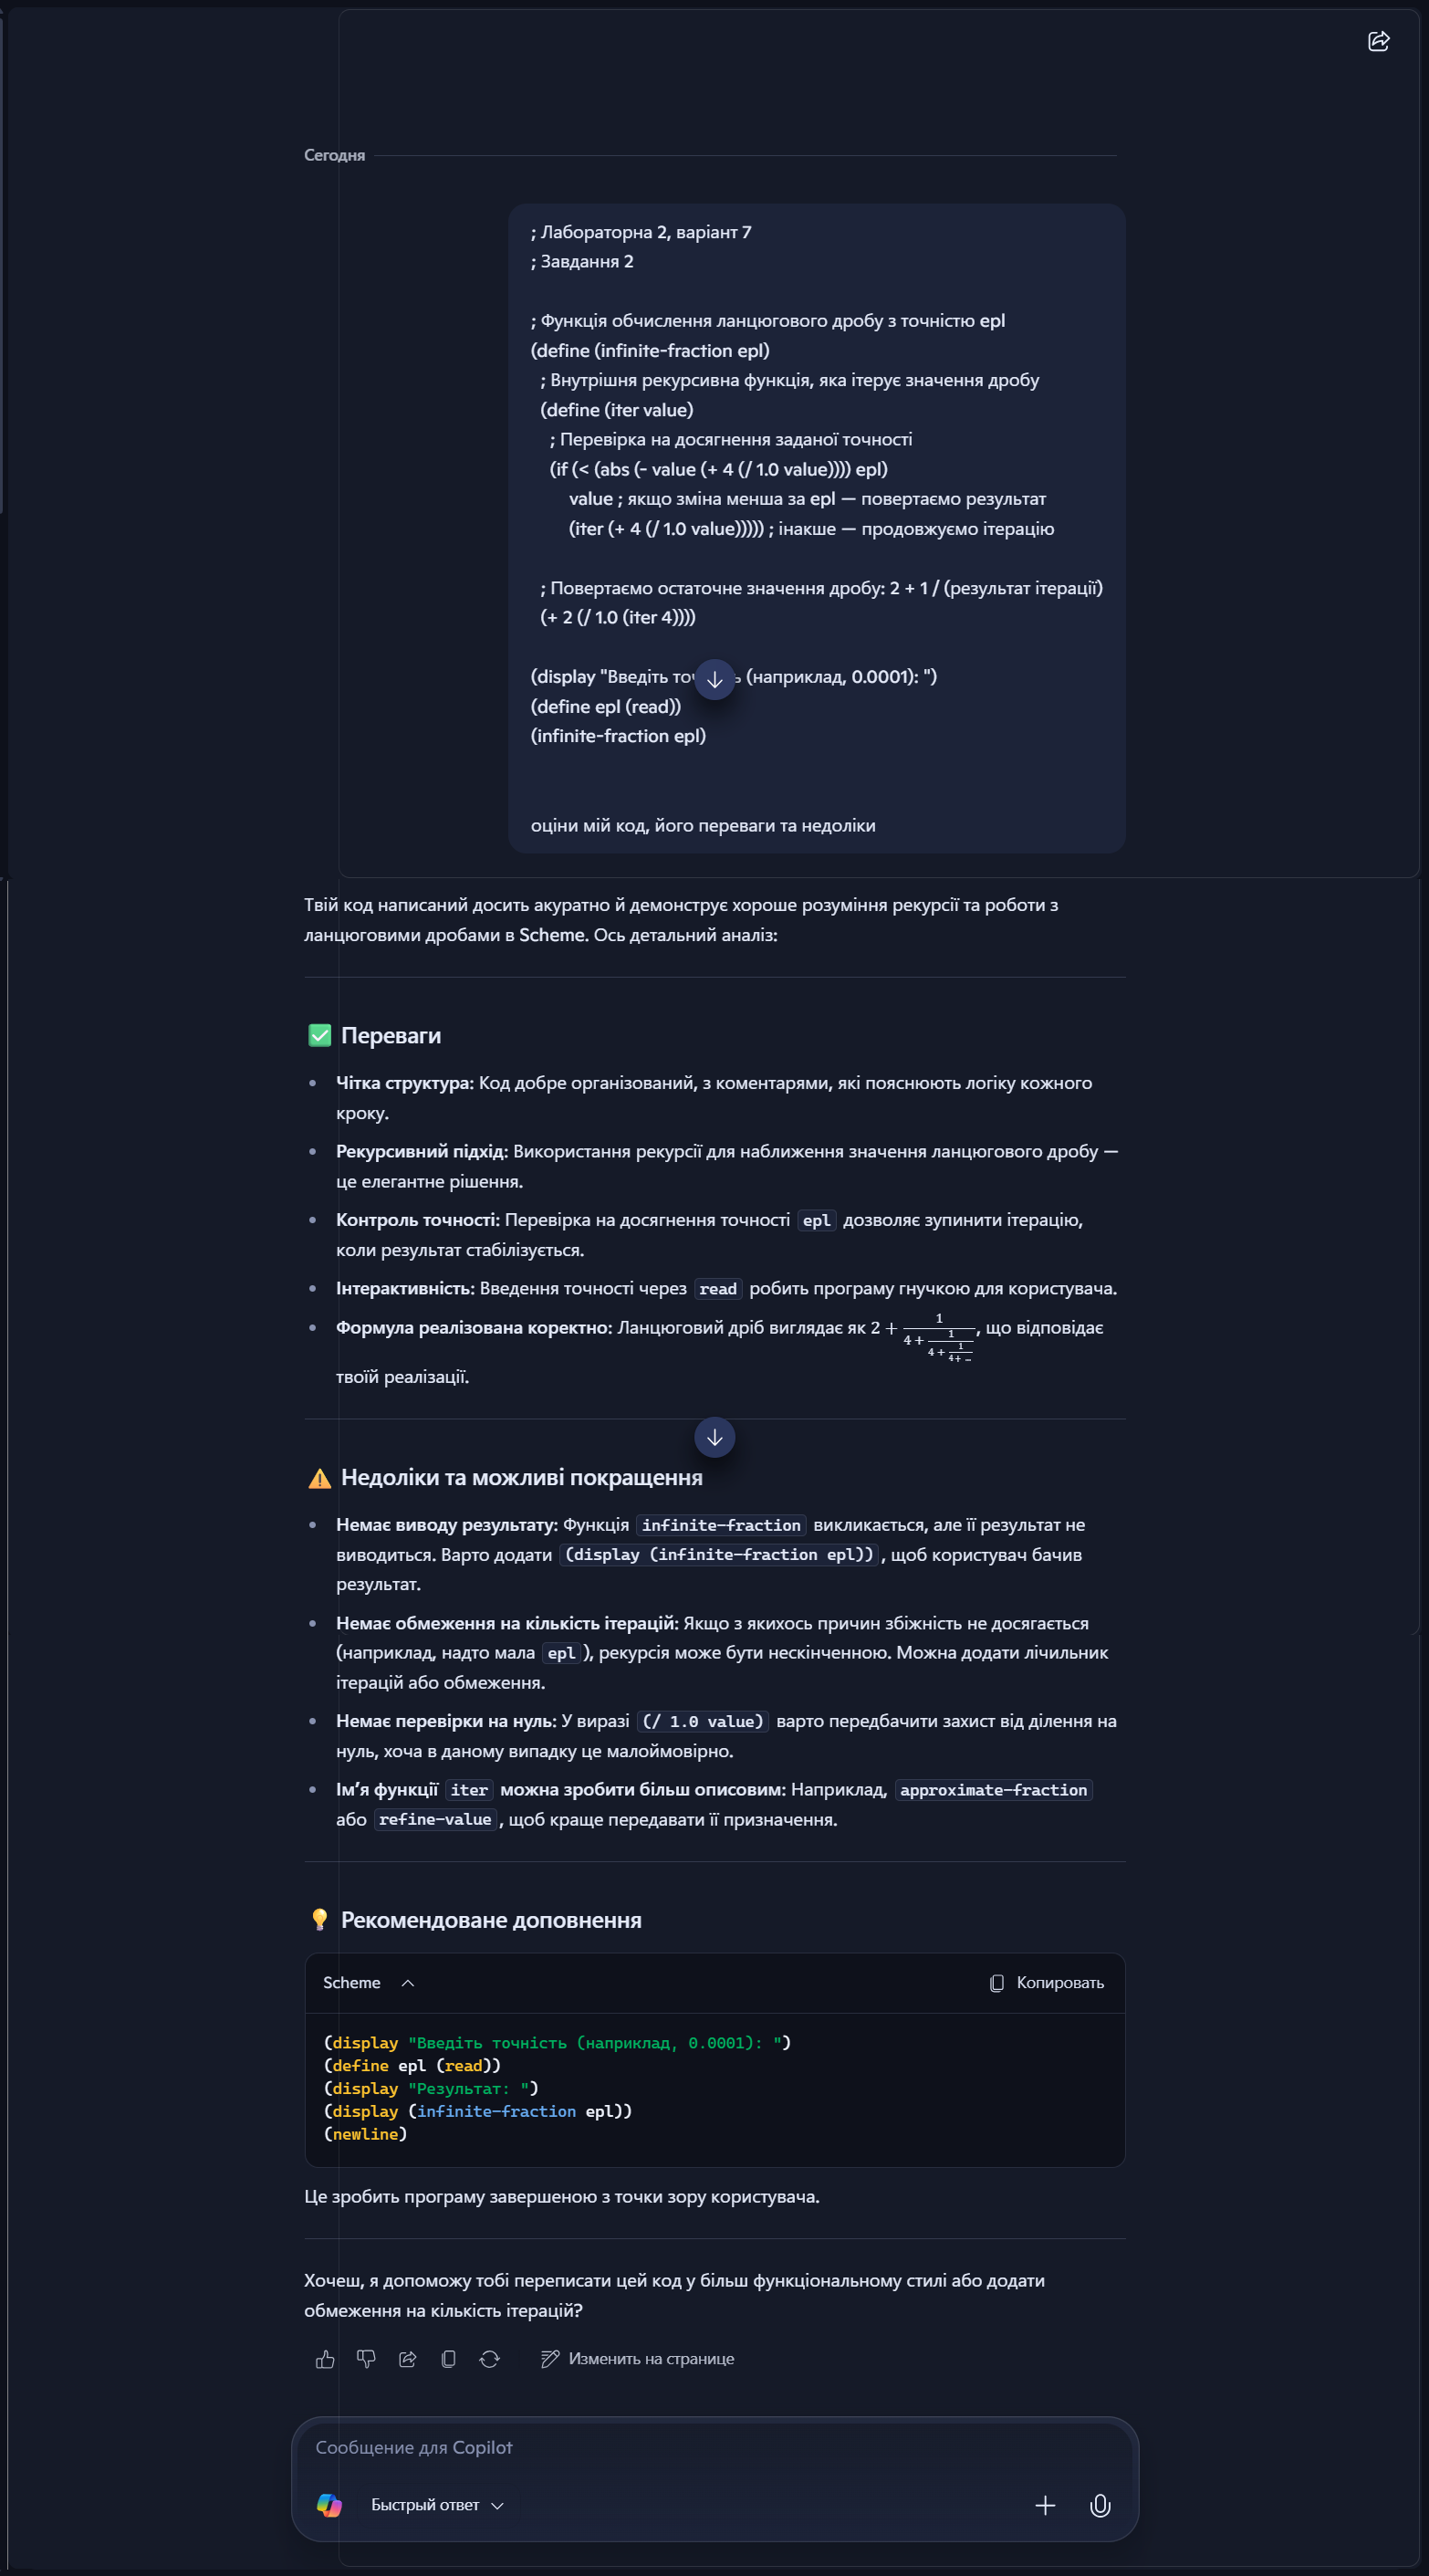 Сегодня
; Лабораторна 2, варіант 7
; Завдання 2
; Функція обчислення ланцюгового дробу з точністю epl
(define (infinite-fraction epl)
; Внутрішня рекурсивна функція, яка ітерує значення дробу
(define (iter value)
; Перевірка на досягнення заданої точності
(if (< (abs (- value (+ 4 (/ 1.0 value)))) epl)
value ; якщо зміна менша за epl — повертаємо результат
(iter (+ 4 (/ 1.0 value))))) ; інакше — продовжуємо ітерацію
; Повертаємо остаточне значення дробу: 2 + 1 / (результат ітерації)
(+ 2 (/ 1.0 (iter 4))))
(display "Введіть (наприклад, 0.0001): ")
(define epl (read))
(infinite-fraction epl)
оціни мій код, його переваги та недоліки
Твій код написаний досить акуратно й демонструє хороше розуміння рекурсії та роботи з
ланцюговими дробами в Scheme. Ось детальний аналіз:
✅ Переваги
• Чітка структура: Код добре організований, з коментарями, які пояснюють логіку кожного
кроку.
• Рекурсивний підхід: Використання рекурсії для наближення значення ланцюгового дробу —
це елегантне рішення.
• Контроль точності: Перевірка на досягнення точності epl дозволяє зупинити ітерацію,
коли результат стабілізується.
• Інтерактивність: Введення точності через read робить програму гнучкою для користувача.
• Формула реалізована коректно: Ланцюговий дріб виглядає як 2 + 1/(4 + 1/(4 + 1/(4+ ...))), що відповідає
твоїй реалізації.
⚠️ Недоліки та можливі покращення
• Немає виводу результату: Функція infinite-fraction викликається, але її результат не
виводиться. Варто додати (display (infinite-fraction epl)), щоб користувач бачив
результат.
• Немає обмеження на кількість ітерацій: Якщо з якихось причин збіжність не досягається
(наприклад, надто мала epl), рекурсія може бути нескінченною. Можна додати лічильник
ітерацій або обмеження.
• Немає перевірки на нуль: У виразі (/ 1.0 value) варто передбачити захист від ділення на
нуль, хоча в даному випадку це малоймовірно.
• Ім’я функції iter можна зробити більш описовим: Наприклад, approximate-fraction
або refine-value, щоб краще передавати її призначення.
💡 Рекомендоване доповнення
Scheme Копировать
(display "Введіть точність (наприклад, 0.0001): ")
(define epl (read))
(display "Результат: ")
(display (infinite-fraction epl))
(newline)
Це зробить програму завершеною з точки зору користувача.
Хочеш, я допоможу тобі переписати цей код у більш функціональному стилі або додати
обмеження на кількість ітерацій?
Изменить на странице
Сообщение для Copilot
Быстрый ответ